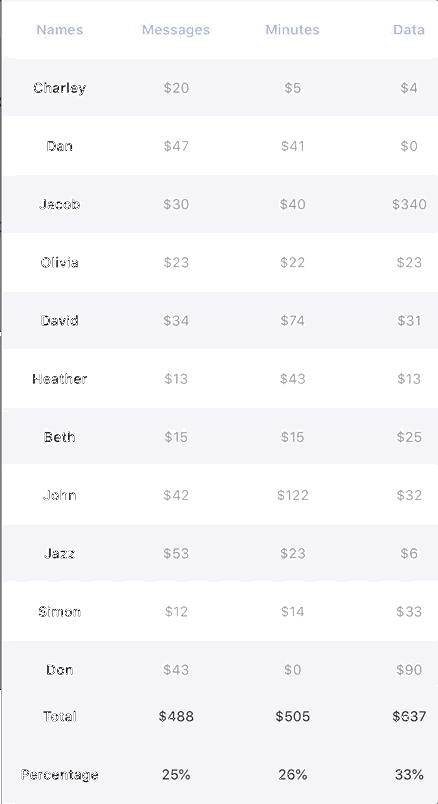 Names Messages Minutes Data
Charley $20 $5 $4
Dan $47 $41 $0
Jacob $30 $40 $340
Olivia $23 $22 $23
David $34 $74 $31
Heather $13 $43 $13
Beth $15 $15 $25
John $42 $122 $32
Jazz $53 $23 $6
Simon $12 $14 $33
Don $43 $0 $90
Total $488 $505 $637
Percentage 25% 26% 33%